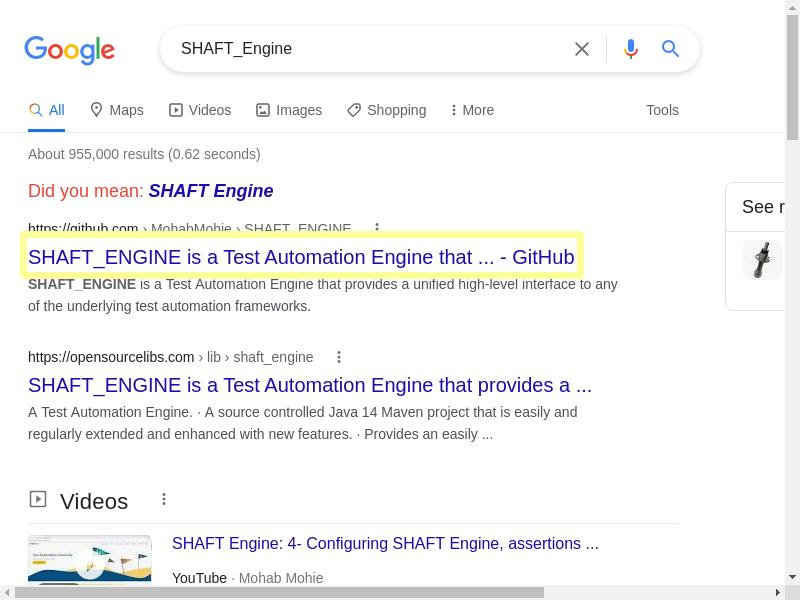 Google
SHAFT_Engine
All Maps Videos Images Shopping More Tools
About 955,000 results (0.62 seconds)
Did you mean: SHAFT Engine
https://github.com › MohabMohie › SHAFT_ENGINE
SHAFT_ENGINE is a Test Automation Engine that ... - GitHub
SHAFT_ENGINE is a Test Automation Engine that provides a unified high-level interface to any
of the underlying test automation frameworks.
https://opensourcelibs.com › lib › shaft_engine
SHAFT_ENGINE is a Test Automation Engine that provides a ...
A Test Automation Engine. · A source controlled Java 14 Maven project that is easily and
regularly extended and enhanced with new features. · Provides an easily ...
Videos
SHAFT Engine: 4- Configuring SHAFT Engine, assertions ...
YouTube · Mohab Mohie
See r